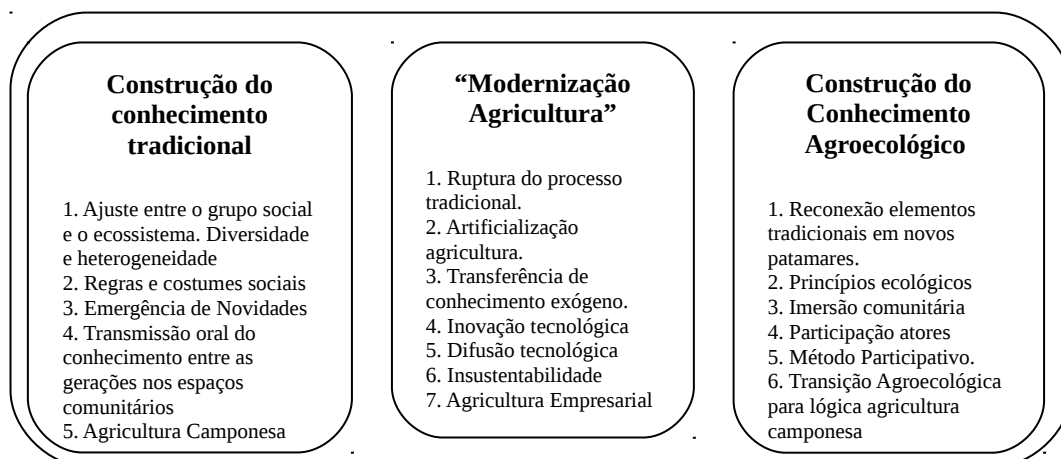 Construção do
conhecimento
tradicional
1. Ajuste entre o grupo social
e o ecossistema. Diversidade
e heterogeneidade
2. Regras e costumes sociais
3. Emergência de Novidades
4. Transmissão oral do
conhecimento entre as
gerações nos espaços
comunitários
5. Agricultura Camponesa
“Modernização
Agricultura”
1. Ruptura do processo
tradicional.
2. Artificialização
agricultura.
3. Transferência de
conhecimento exógeno.
4. Inovação tecnológica
5. Difusão tecnológica
6. Insustentabilidade
7. Agricultura Empresarial
Construção do
Conhecimento
Agroecológico
1. Reconexão elementos
tradicionais em novos
patamares.
2. Princípios ecológicos
3. Imersão comunitária
4. Participação atores
5. Método Participativo.
6. Transição Agroecológica
para lógica agricultura
camponesa